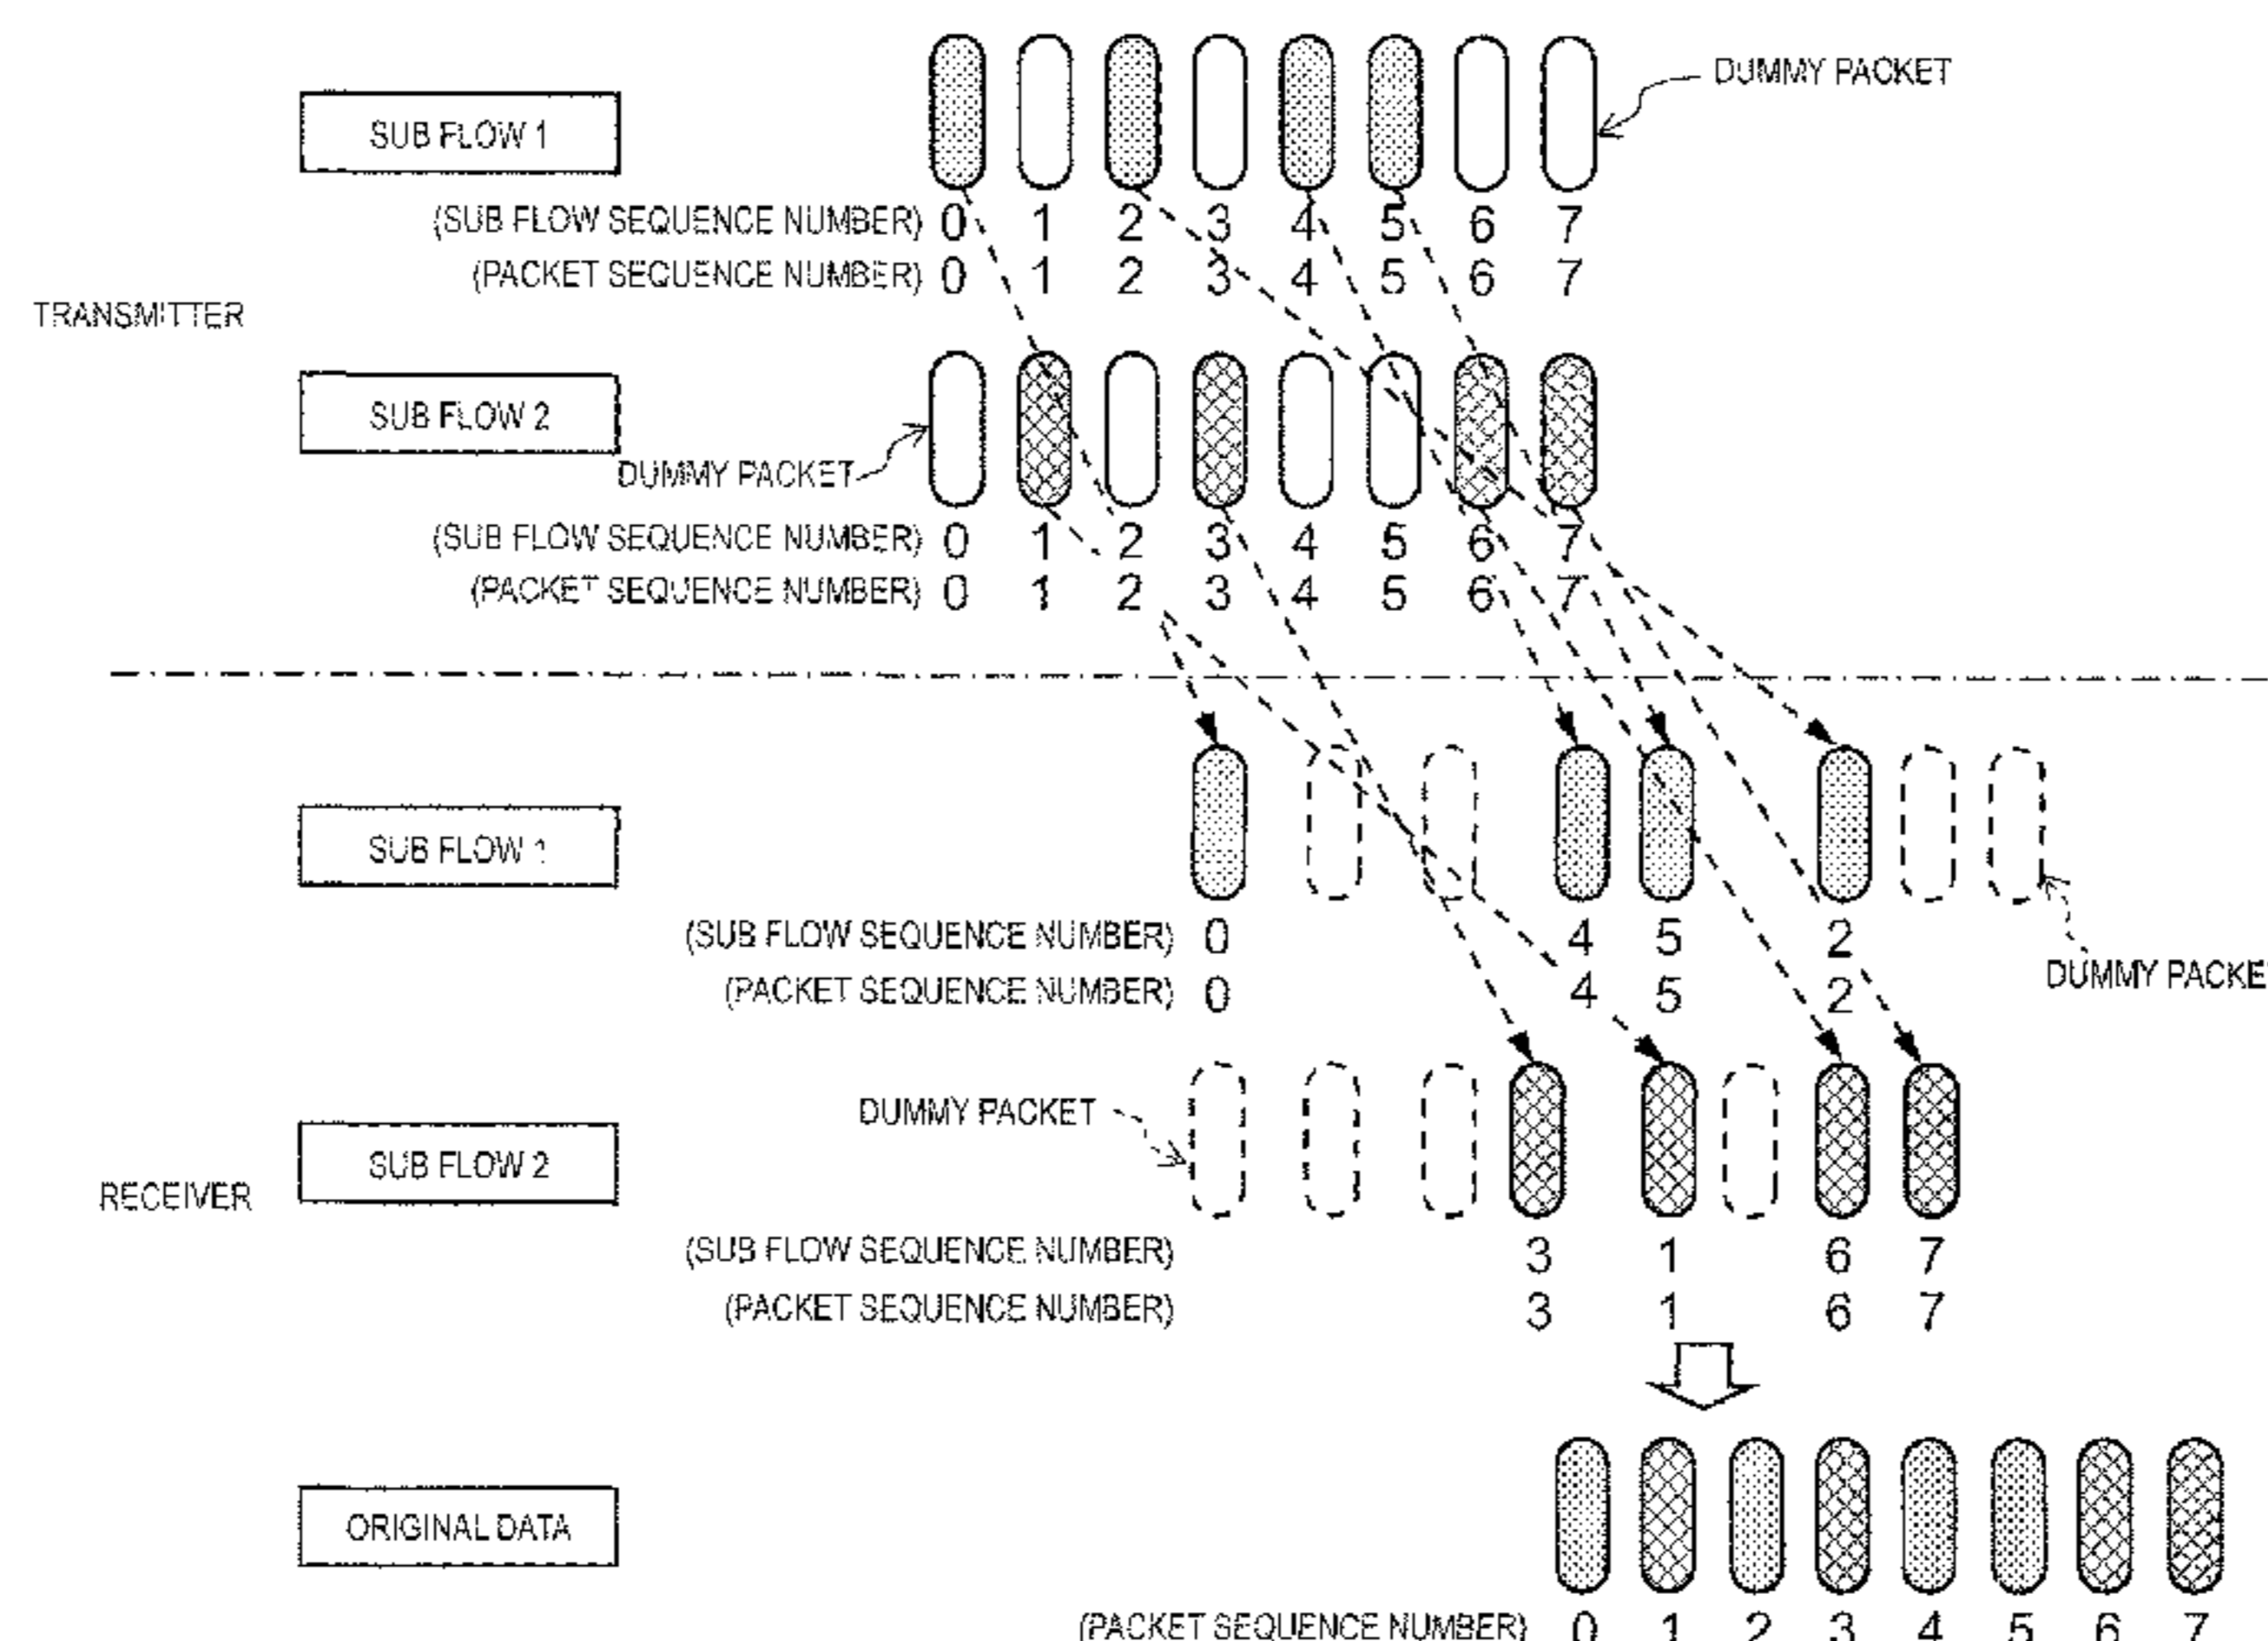 DUMMY PACKET
SUB FLOW 1
(SUB FLOW SEQUENCE NUMBER) 0 1 2 3 4 5 6 7
(PACKET SEQUENCE NUMBER) 0 1 2 3 4 5 6 7
TRANSMITTER
SUB FLOW 2
DUMMY PACKET
(SUB FLOW SEQUENCE NUMBER) 0 1 2 3 4 5 6 7
(PACKET SEQUENCE NUMBER) 0 1 2 3 4 5 6 7
SUB FLOW 1
(SUB FLOW SEQUENCE NUMBER) 0 4 5 2
DUMMY PACKE
(PACKET SEQUENCE NUMBER) 0 4 5 2
DUMMY PACKET
SUB FLOW 2
RECEIVER
(SUB FLOW SEQUENCE NUMBER) 3 1 6 7
(PACKET SEQUENCE NUMBER) 3 1 6 7
ORIGINAL DATA
(PACKET SEQUENCE NUMBER) 0 1 2 3 4 5 6 7